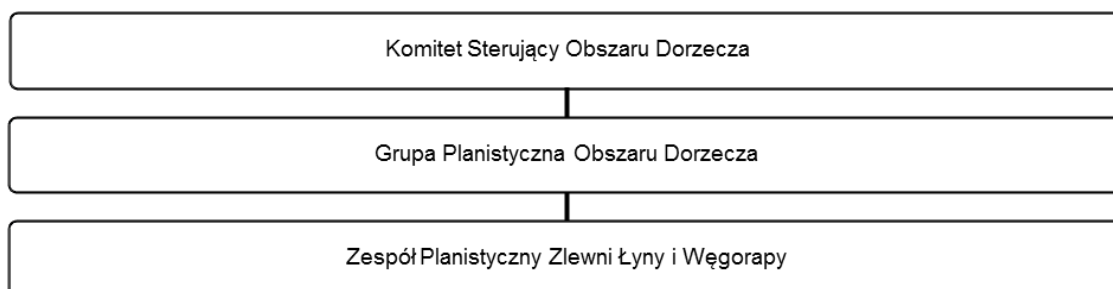 Komitet Sterujący Obszaru Dorzecza
Grupa Planistyczna Obszaru Dorzecza
Zespół Planistyczny Zlewni Łyny i Węgorapy